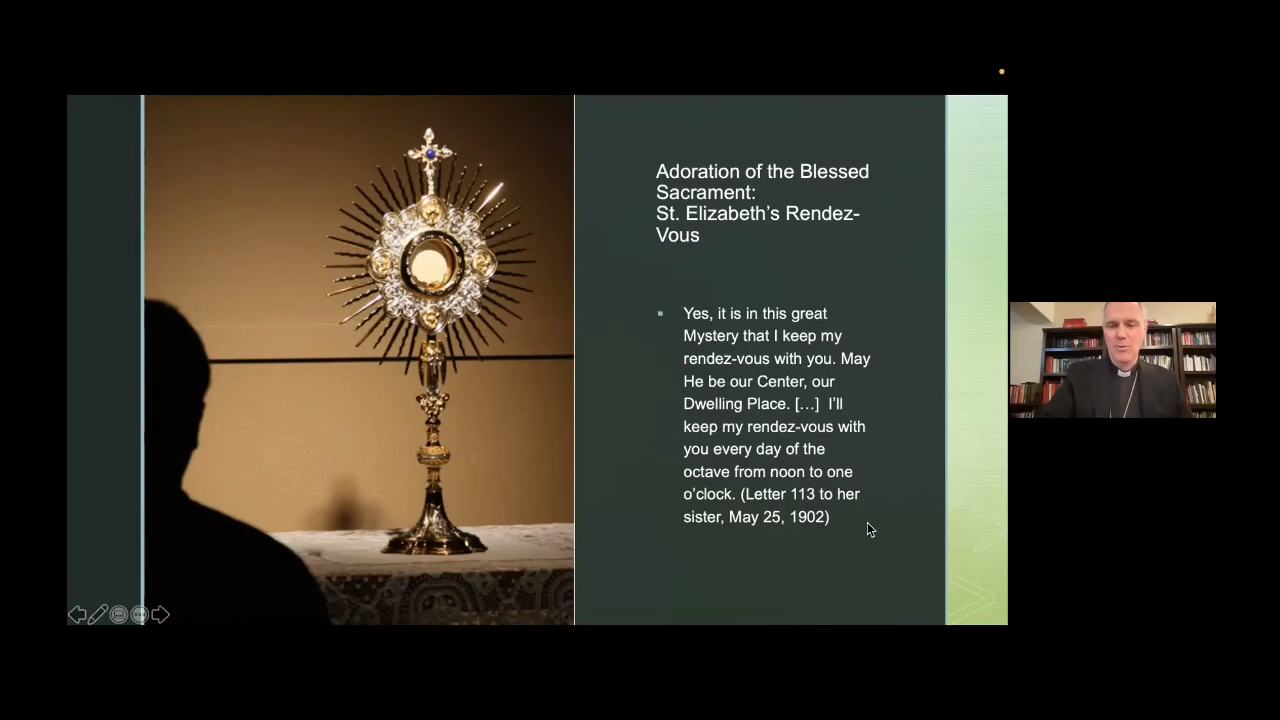 Adoration of the Blessed
Sacrament:
St. Elizabeth’s Rendez-
Vous
Yes, it is in this great
Mystery that I keep my
rendez-vous with you. May
He be our Center, our
Dwelling Place. […]  I’ll
keep my rendez-vous with
you every day of the
octave from noon to one
o’clock. (Letter 113 to her
sister, May 25, 1902)